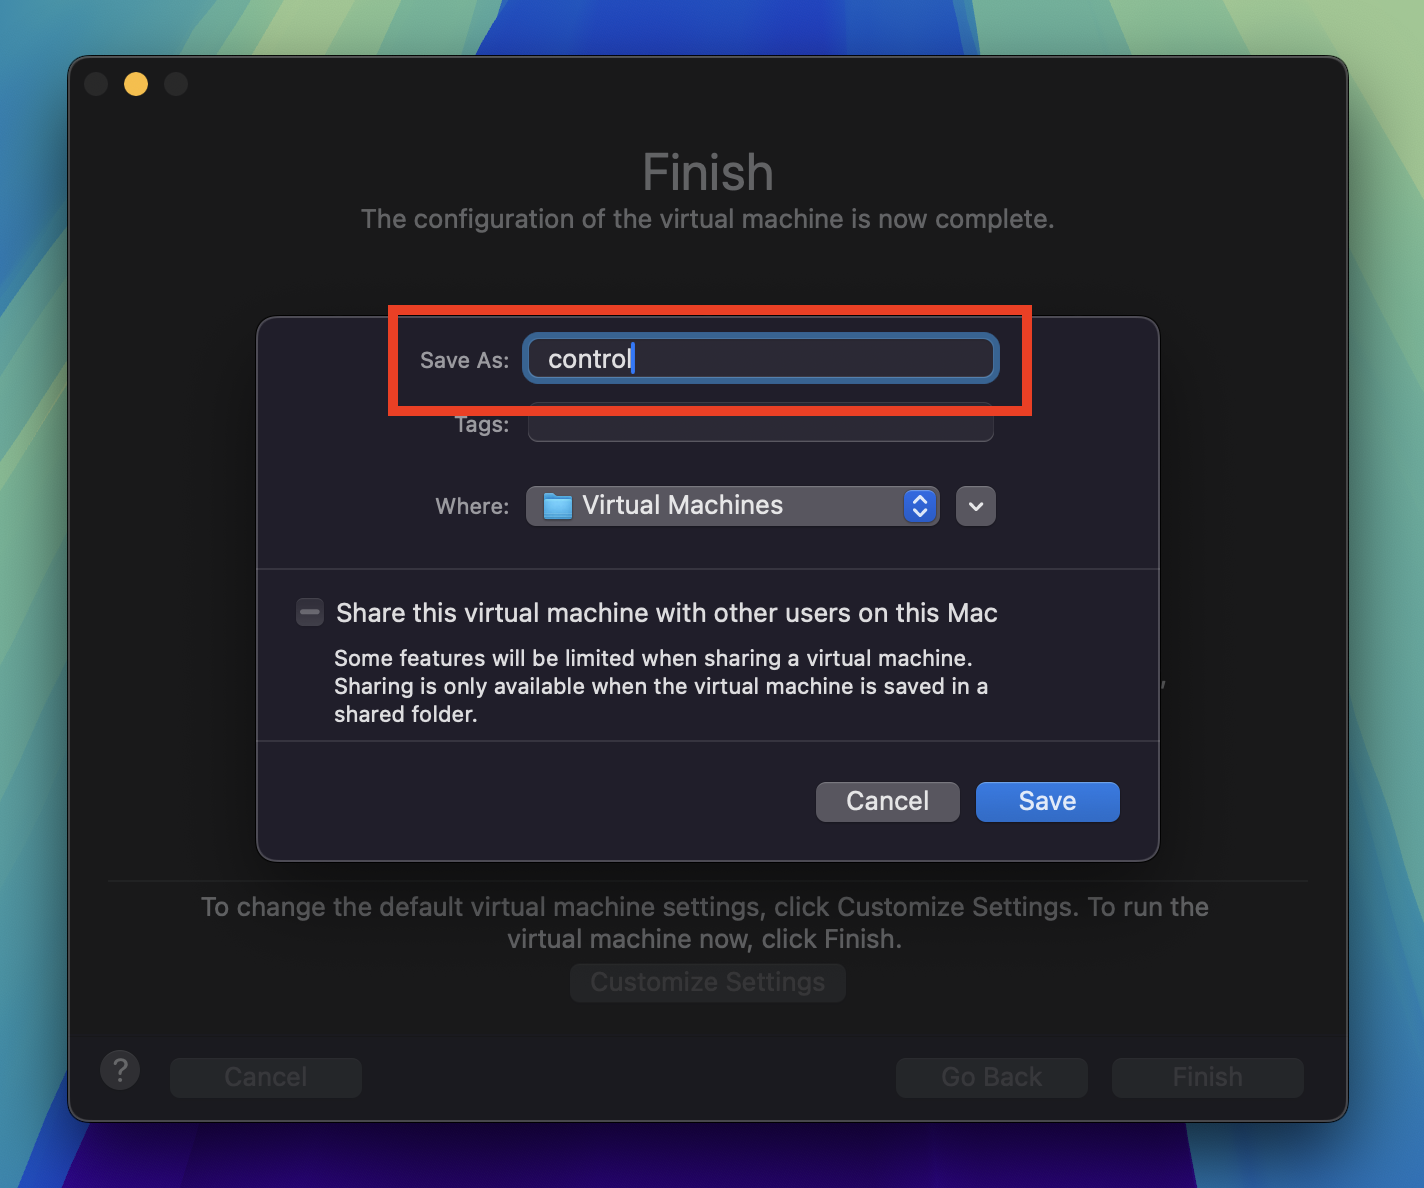 Finish
The configuration of the virtual machine is now complete.
Save As: control
Tags:
Where: Virtual Machines
Share this virtual machine with other users on this Mac
Some features will be limited when sharing a virtual machine.
Sharing is only available when the virtual machine is saved in a
shared folder.
,
Cancel Save
To change the default virtual machine settings, click Customize Settings. To run the
virtual machine now, click Finish.
Customize Settings
? Cancel Go Back Finish